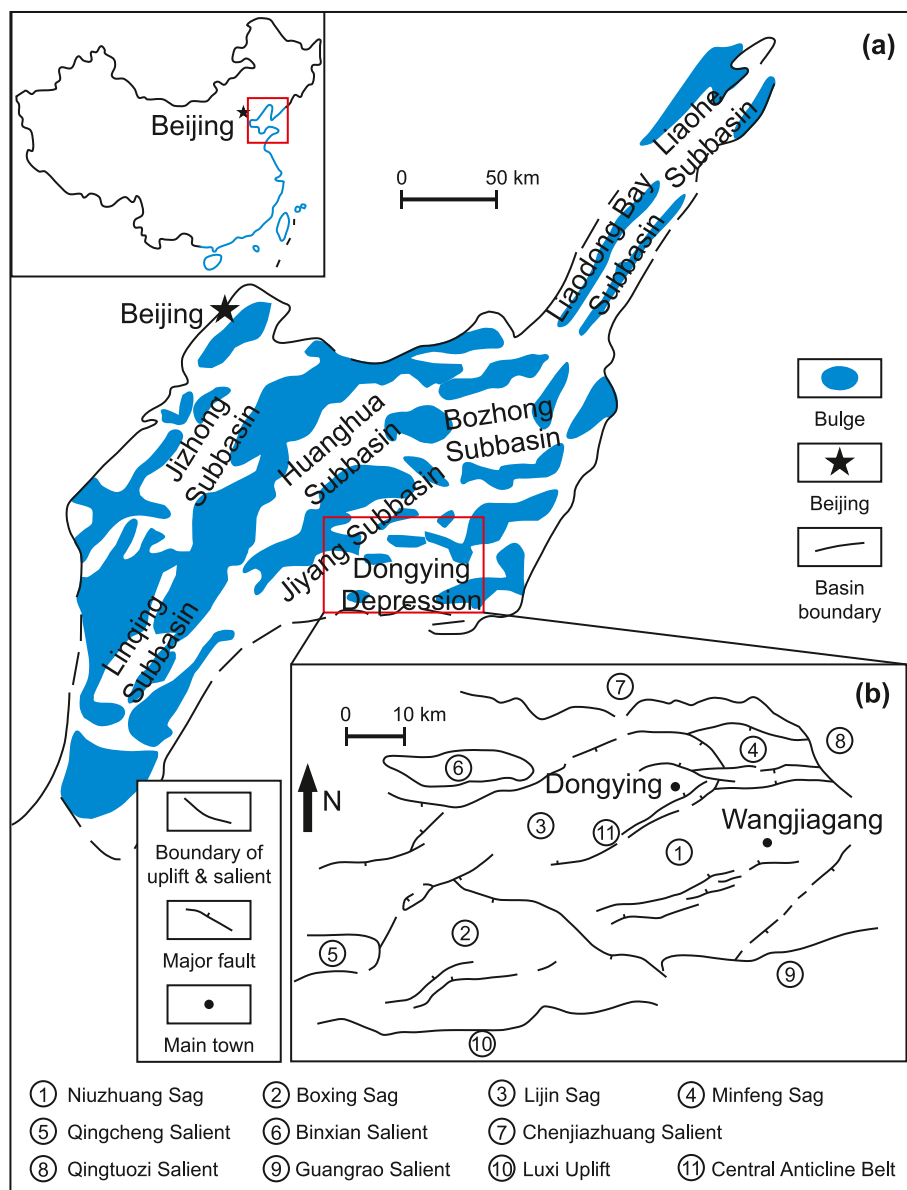 (a)
Beijing
0 50 km
Liaohe
Subbasin
Liaodong Bay
Subbasin
Beijing
Jizhong
Subbasin
Huanghua
Subbasin
Bozhong
Subbasin
Jiyang Subbasin
Dongying
Depression
Linqing
Subbasin
Bulge
Beijing
Basin
boundary
(b)
0 10 km
N
7
8
4
6
Dongying
3
11
Wangjiagang
1
2
5
9
10
Boundary of
uplift & salient
Major fault
Main town
1 Niuzhuang Sag 2 Boxing Sag 3 Lijin Sag 4 Minfeng Sag
5 Qingcheng Salient 6 Binxian Salient 7 Chenjiazhuang Salient
8 Qingtuozi Salient 9 Guangrao Salient 10 Luxi Uplift 11 Central Anticline Belt